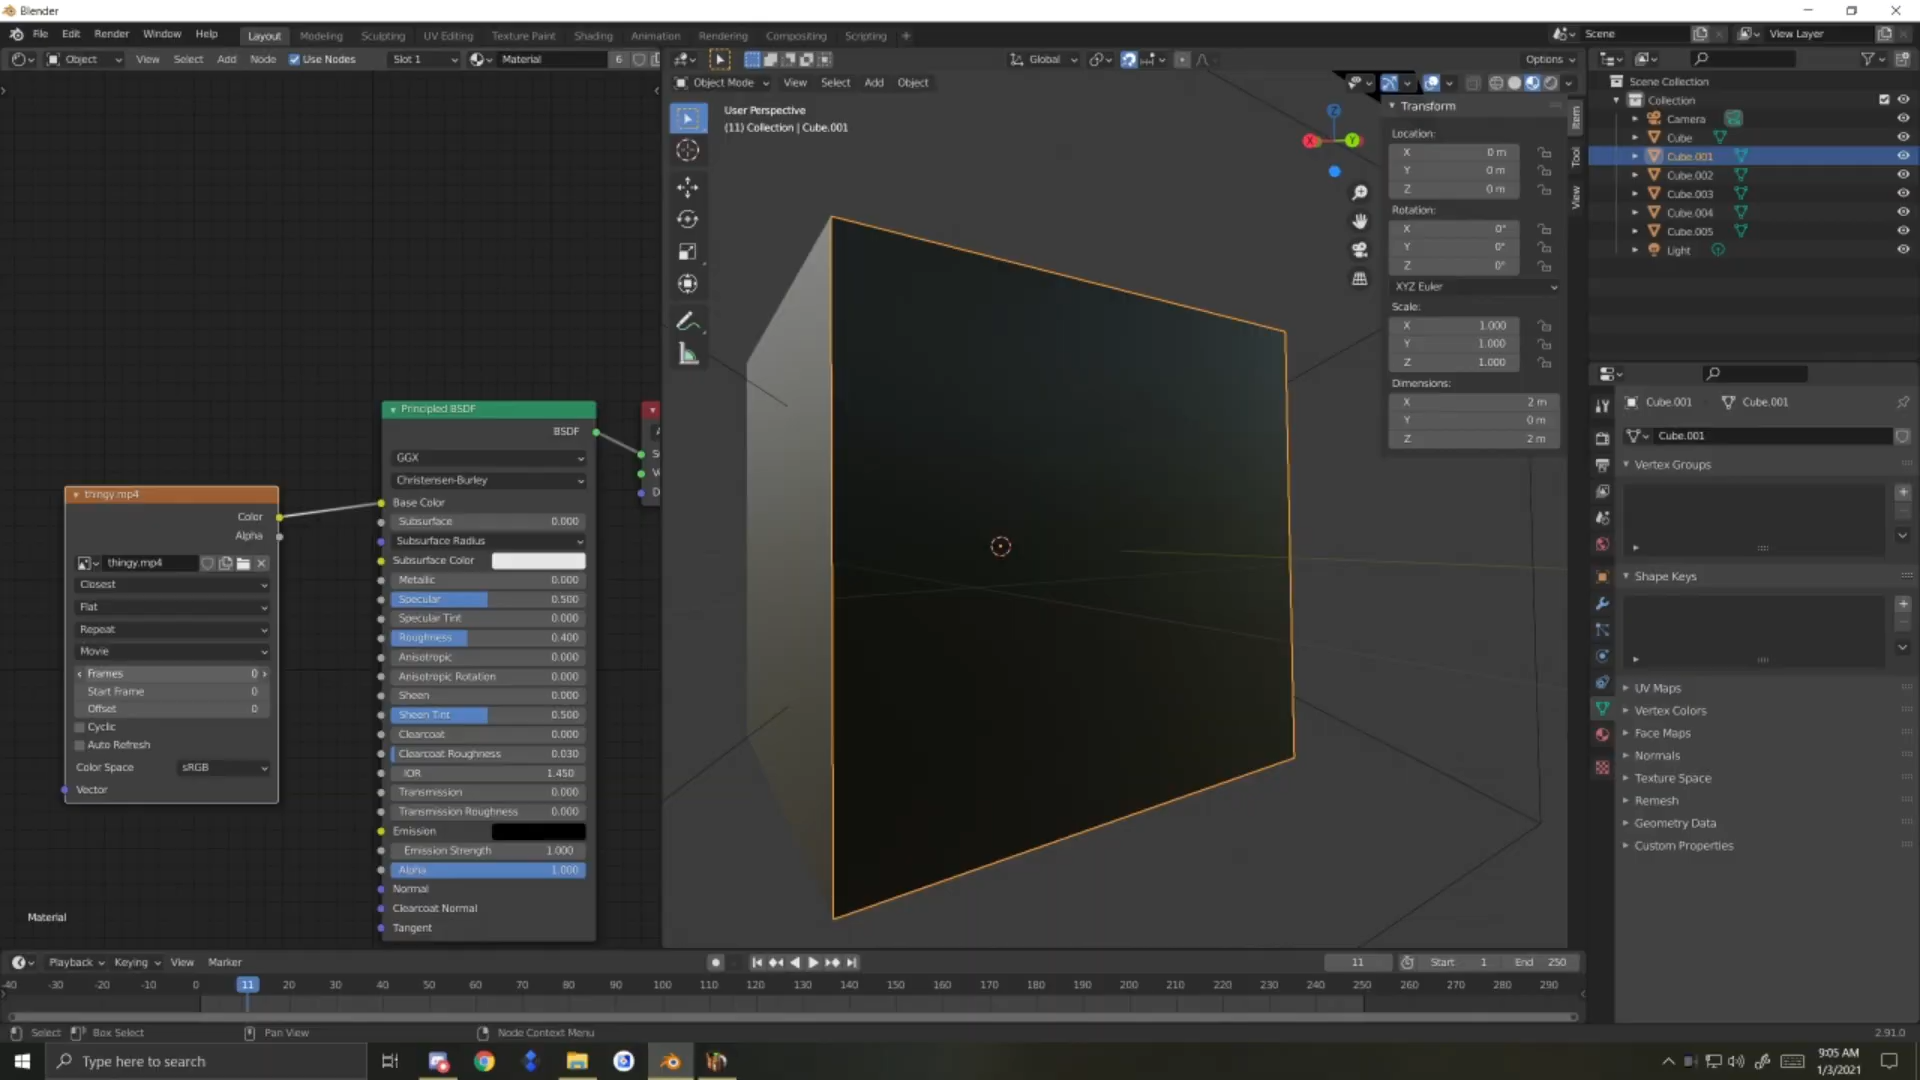 Blender
File Edit Render Window Help Layout Modeling Sculpting UV Editing Texture Paint Shading Animation Rendering Compositing Scripting + Scene View Layer
Object View Select Add Node Use Nodes Slot 1 Material 6 Global Options
Object Mode View Select Add Object
User Perspective
(11) Collection | Cube.001
Z
X
Y
Transform
Location:
X 0 m
Y 0 m
Z 0 m
Rotation:
X 0°
Y 0°
Z 0°
XYZ Euler
Scale:
X 1.000
Y 1.000
Z 1.000
Dimensions:
X 2 m
Y 0 m
Z 2 m
Item
Tool
View
Scene Collection
Collection
Camera
Cube
Cube.001
Cube.002
Cube.003
Cube.004
Cube.005
Light
Cube.001 Cube.001
Cube.001
Vertex Groups
Shape Keys
UV Maps
Vertex Colors
Face Maps
Normals
Texture Space
Remesh
Geometry Data
Custom Properties
thingy.mp4
Color
Alpha
thingy.mp4
Closest
Flat
Repeat
Movie
Frames 0
Start Frame 0
Offset 0
Cyclic
Auto Refresh
Color Space sRGB
Vector
Principled BSDF
BSDF
GGX
Christensen-Burley
Base Color
Subsurface 0.000
Subsurface Radius
Subsurface Color
Metallic 0.000
Specular 0.500
Specular Tint 0.000
Roughness 0.400
Anisotropic 0.000
Anisotropic Rotation 0.000
Sheen 0.000
Sheen Tint 0.500
Clearcoat 0.000
Clearcoat Roughness 0.030
IOR 1.450
Transmission 0.000
Transmission Roughness 0.000
Emission
Emission Strength 1.000
Alpha 1.000
Normal
Clearcoat Normal
Tangent
A
S
V
D
Material
Playback Keying View Marker 11 Start 1 End 250
-40 -30 -20 -10 0 11 20 30 40 50 60 70 80 90 100 110 120 130 140 150 160 170 180 190 200 210 220 230 240 250 260 270 280 290
Select Box Select Pan View Node Context Menu 2.91.0
Type here to search
9:05 AM
1/3/2021